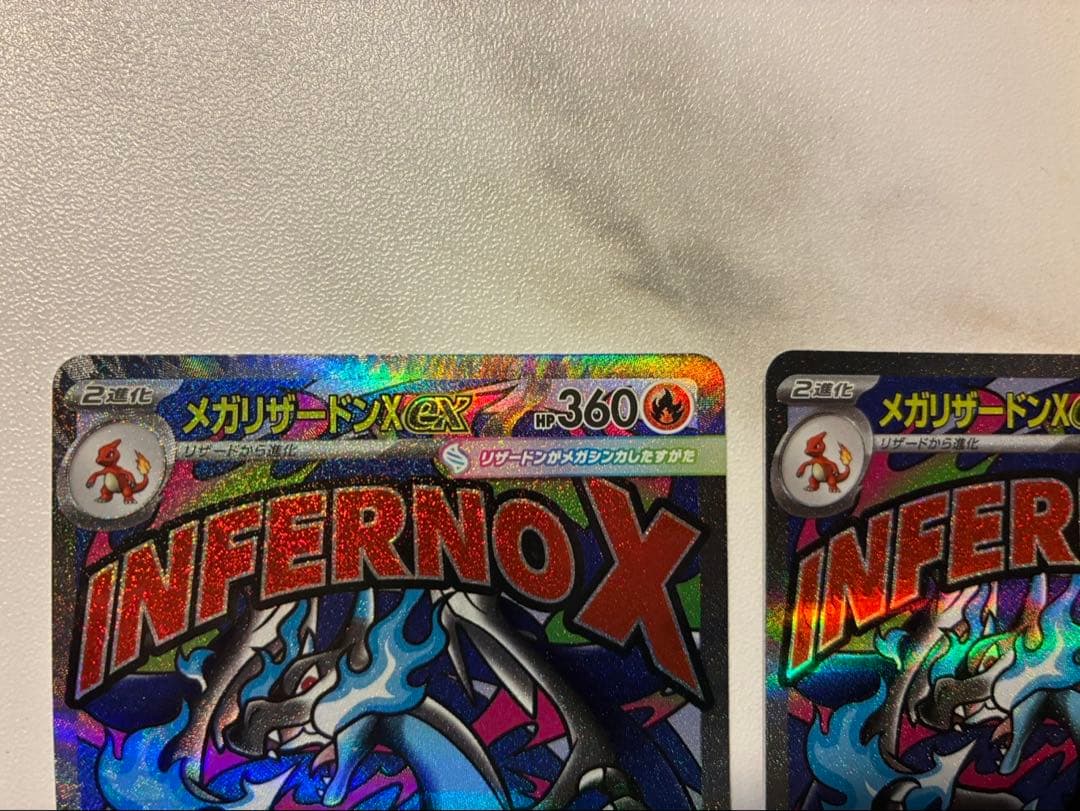 2進化
メガリザードンXex
HP360
リザードから進化
リザードンがメガシンカしたすがた
INFERNO X
2進化
メガリザードンX
リザードから進化
INFER